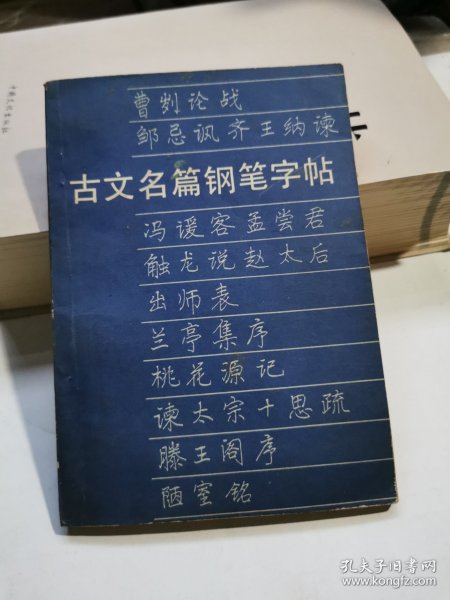 曹刿论战
邹忌讽齐王纳谏
古文名篇钢笔字帖
冯谖客孟尝君
触龙说赵太后
出师表
兰亭集序
桃花源记
谏太宗十思疏
滕王阁序
陋室铭
孔夫子旧书网
www.kongfz.com